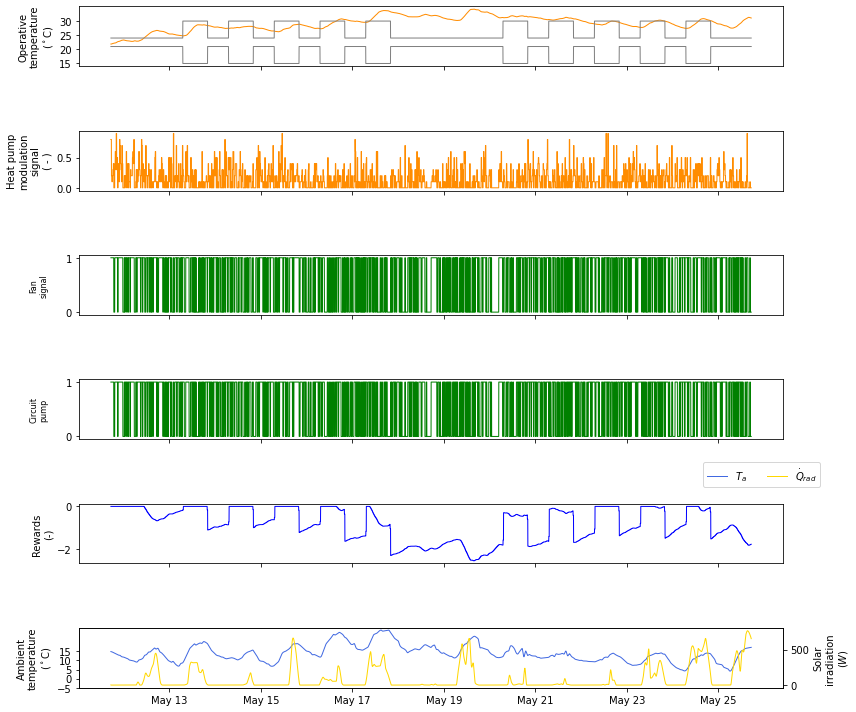 Operative
temperature
(°C)
30
25
20
15
Heat pump
modulation
signal
( - )
0.5
0.0
Fan
signal
1
0
Circuit
pump
1
0
T_a
Q̇_rad
Rewards
(-)
0
−2
Ambient
temperature
(°C)
15
10
5
0
−5
500
0
Solar
irradiation
(W)
May 13
May 15
May 17
May 19
May 21
May 23
May 25